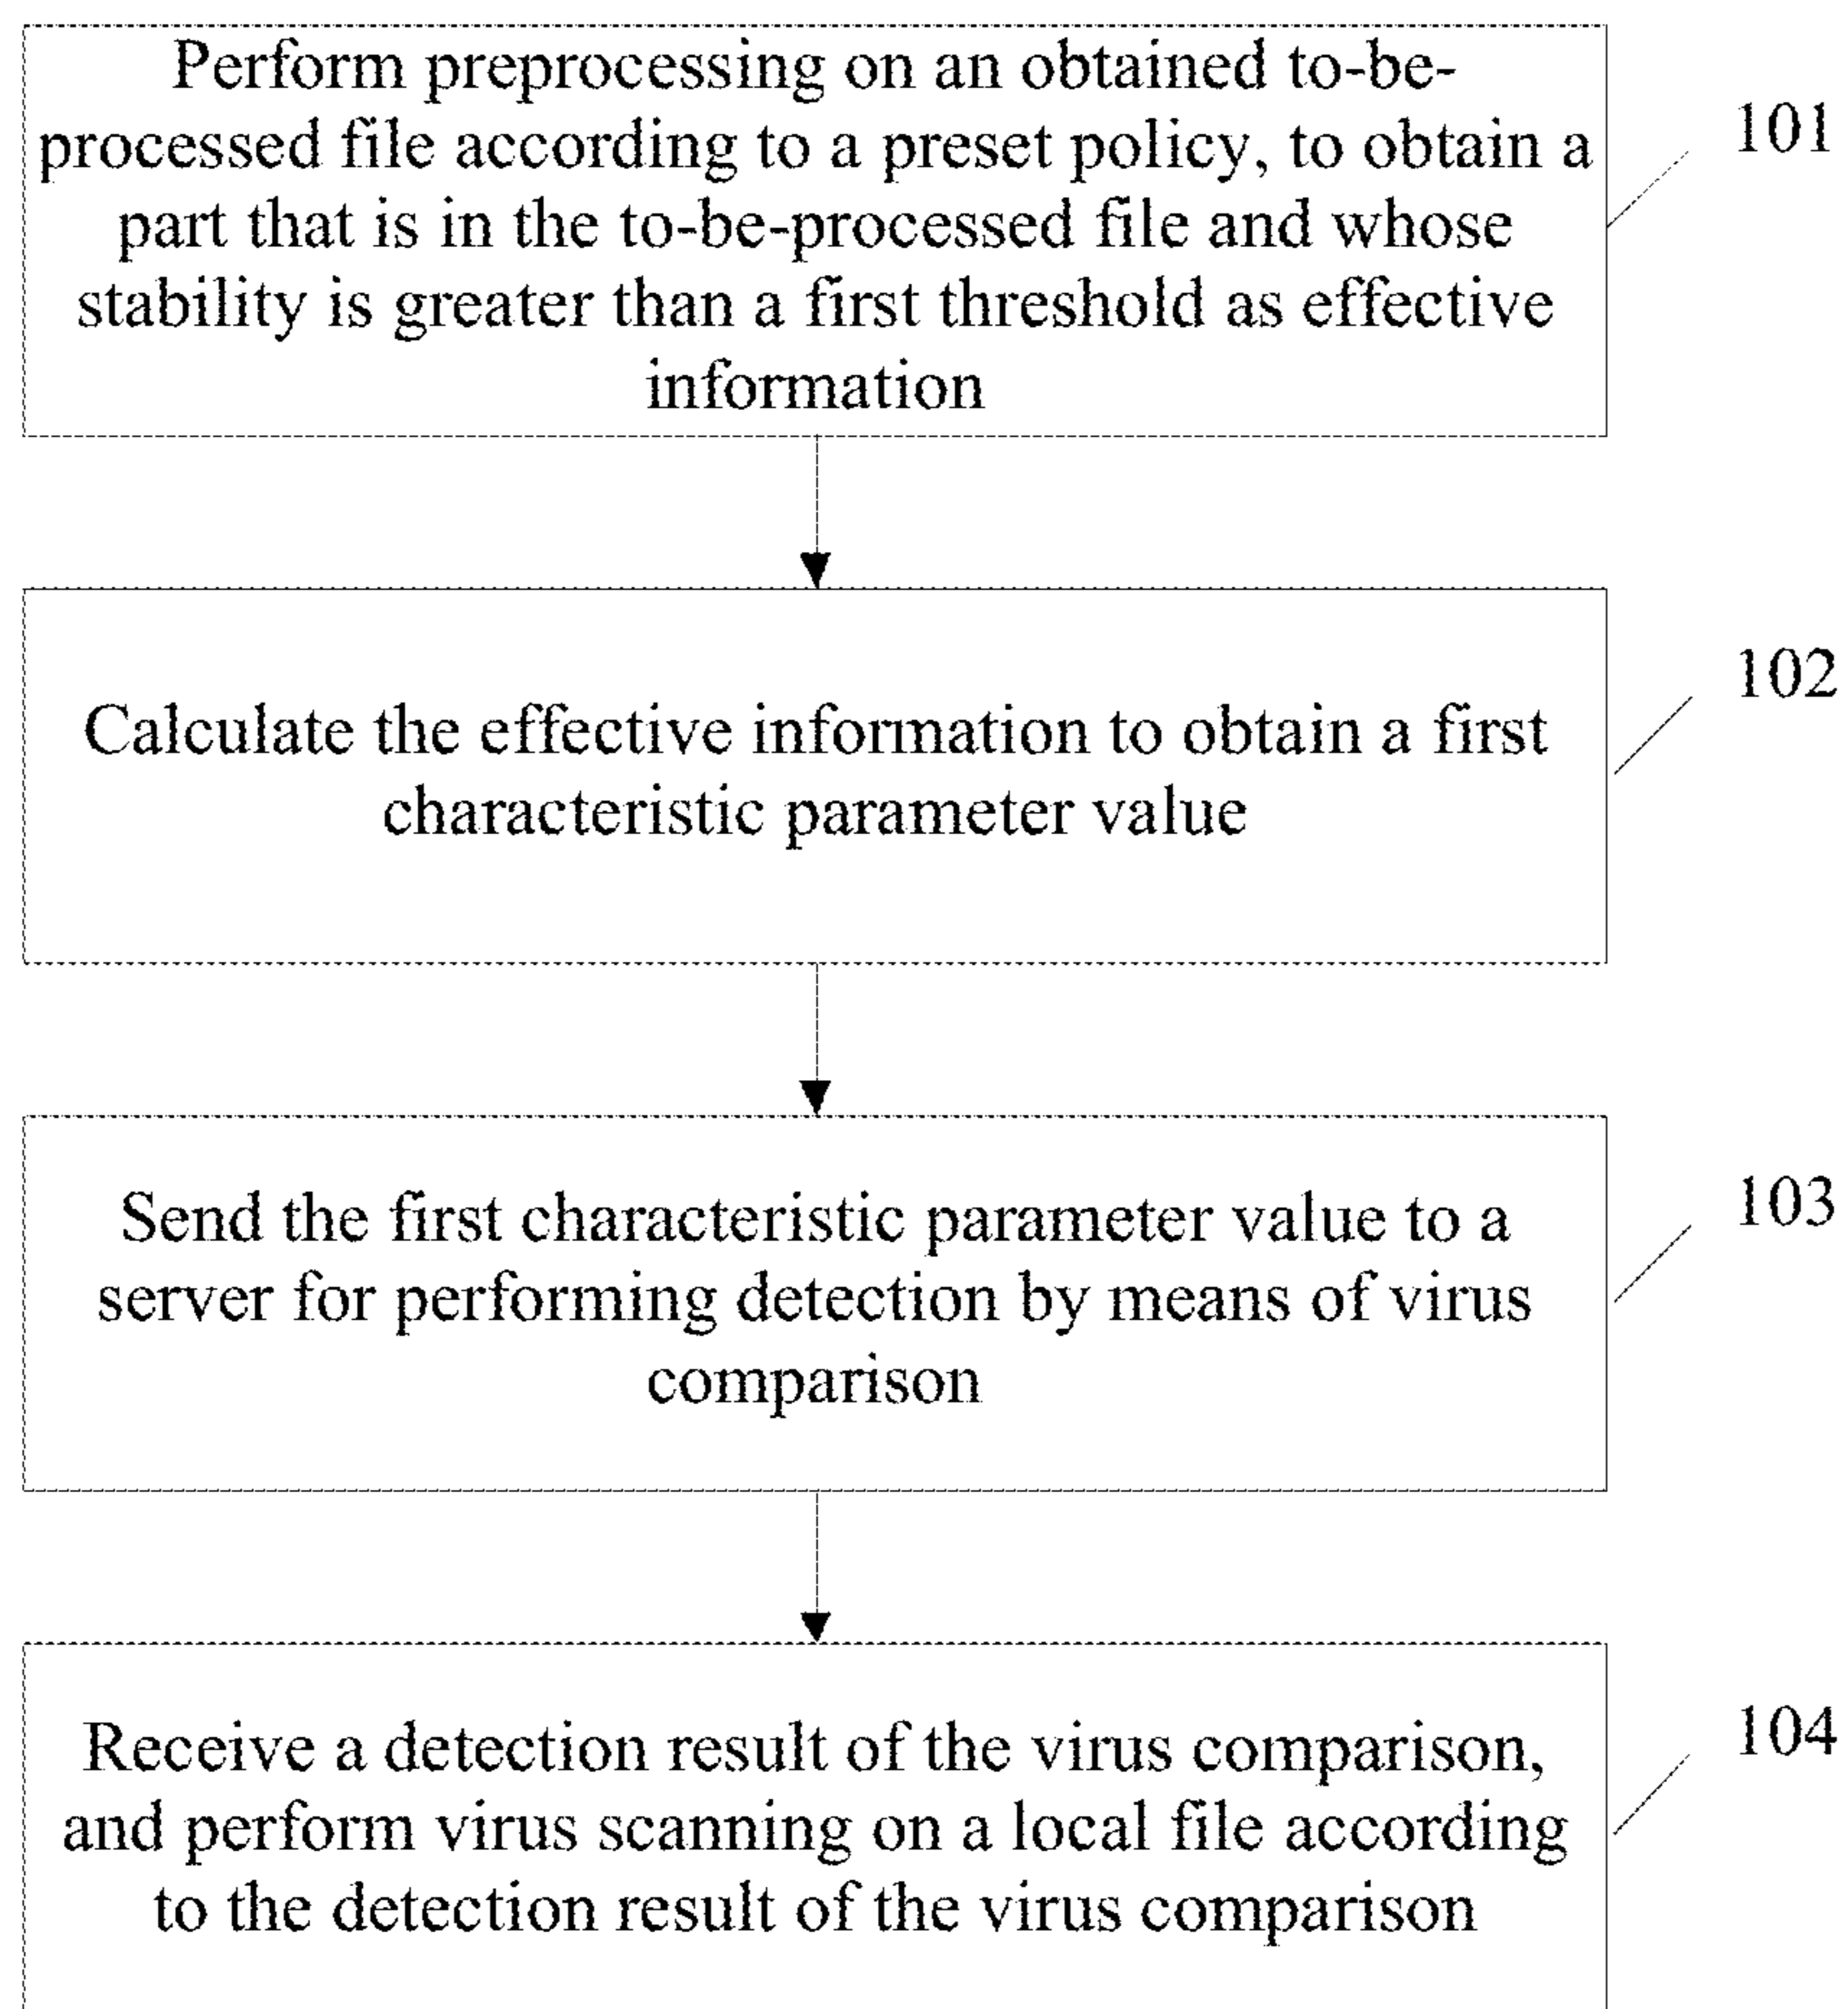 Perform preprocessing on an obtained to-be-
processed file according to a preset policy, to obtain a
part that is in the to-be-processed file and whose
stability is greater than a first threshold as effective
information
101
Calculate the effective information to obtain a first
characteristic parameter value
102
Send the first characteristic parameter value to a
server for performing detection by means of virus
comparison
103
Receive a detection result of the virus comparison,
and perform virus scanning on a local file according
to the detection result of the virus comparison
104